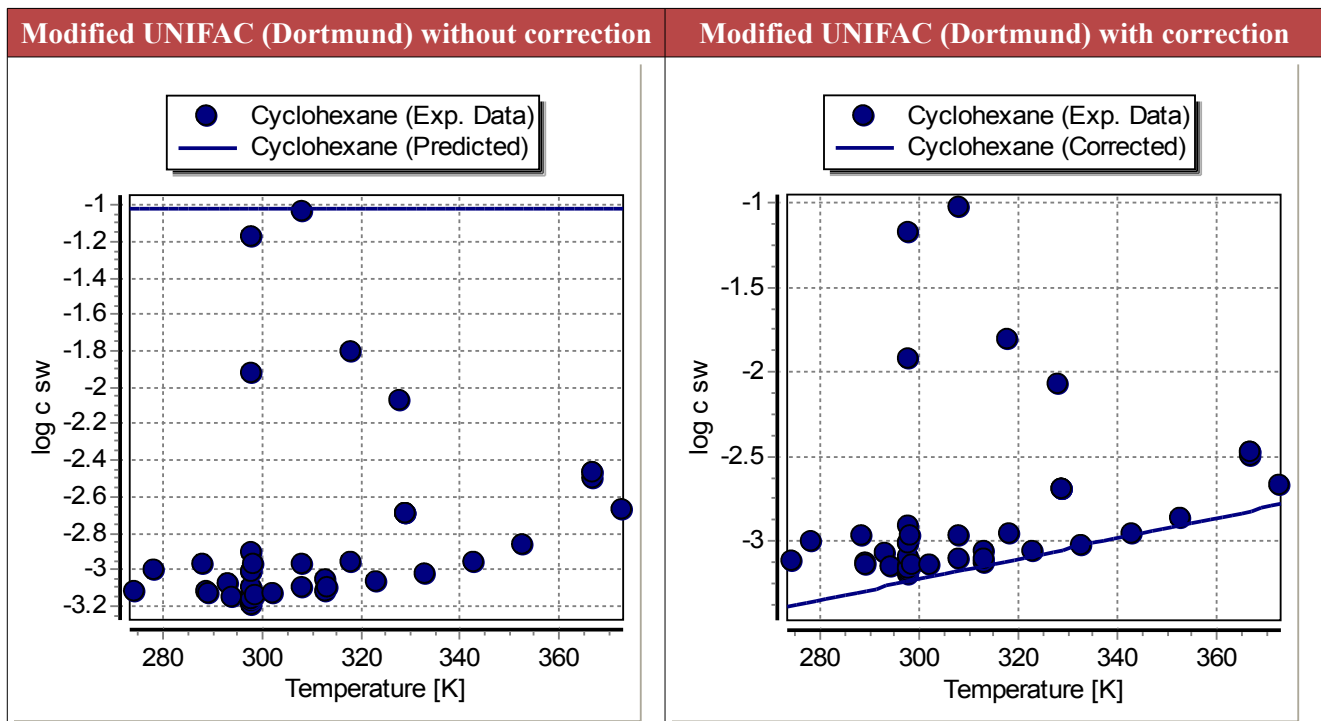 Modified UNIFAC (Dortmund) without correction
Cyclohexane (Exp. Data)
Cyclohexane (Predicted)
-1
-1.2
-1.4
-1.6
-1.8
-2
-2.2
-2.4
-2.6
-2.8
-3
-3.2
log c sw
280 300 320 340 360
Temperature [K]
Modified UNIFAC (Dortmund) with correction
Cyclohexane (Exp. Data)
Cyclohexane (Corrected)
-1
-1.5
-2
-2.5
-3
log c sw
280 300 320 340 360
Temperature [K]